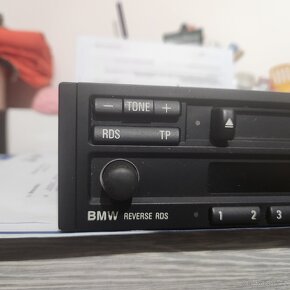 − TONE +
RDS TP
BMW REVERSE RDS 1 2 3